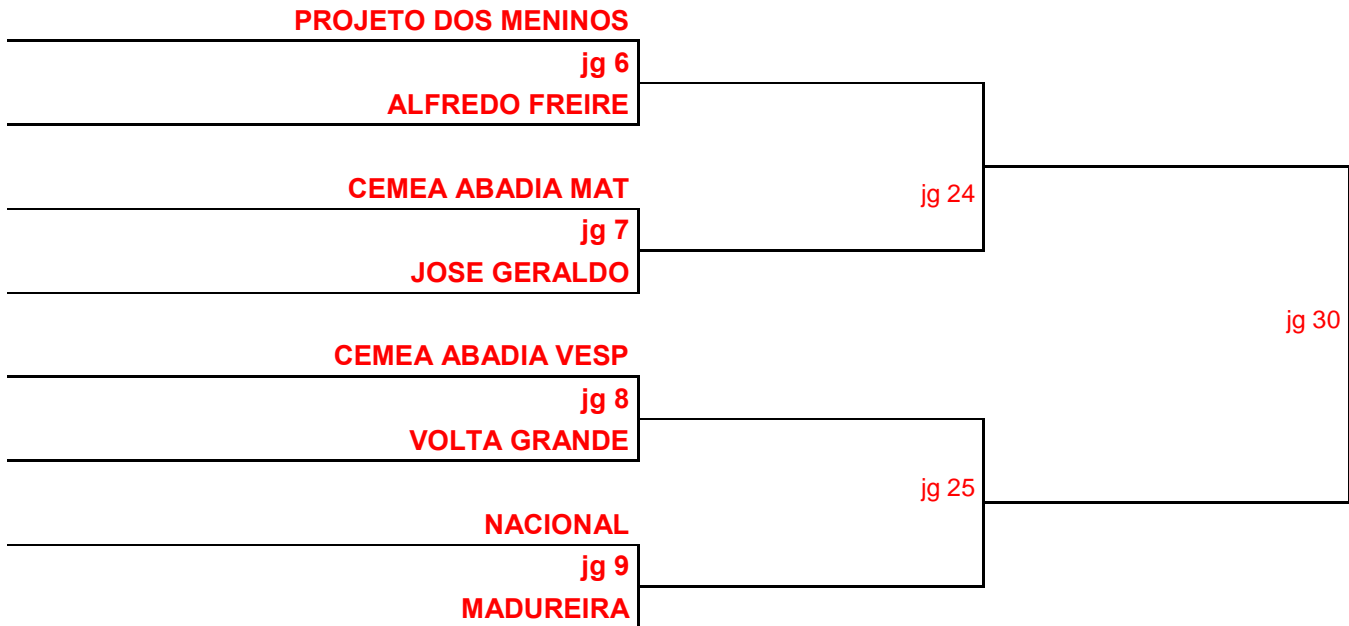 PROJETO DOS MENINOS
jg 6
ALFREDO FREIRE
CEMEA ABADIA MAT
jg 24
jg 7
JOSE GERALDO
jg 30
CEMEA ABADIA VESP
jg 8
VOLTA GRANDE
jg 25
NACIONAL
jg 9
MADUREIRA